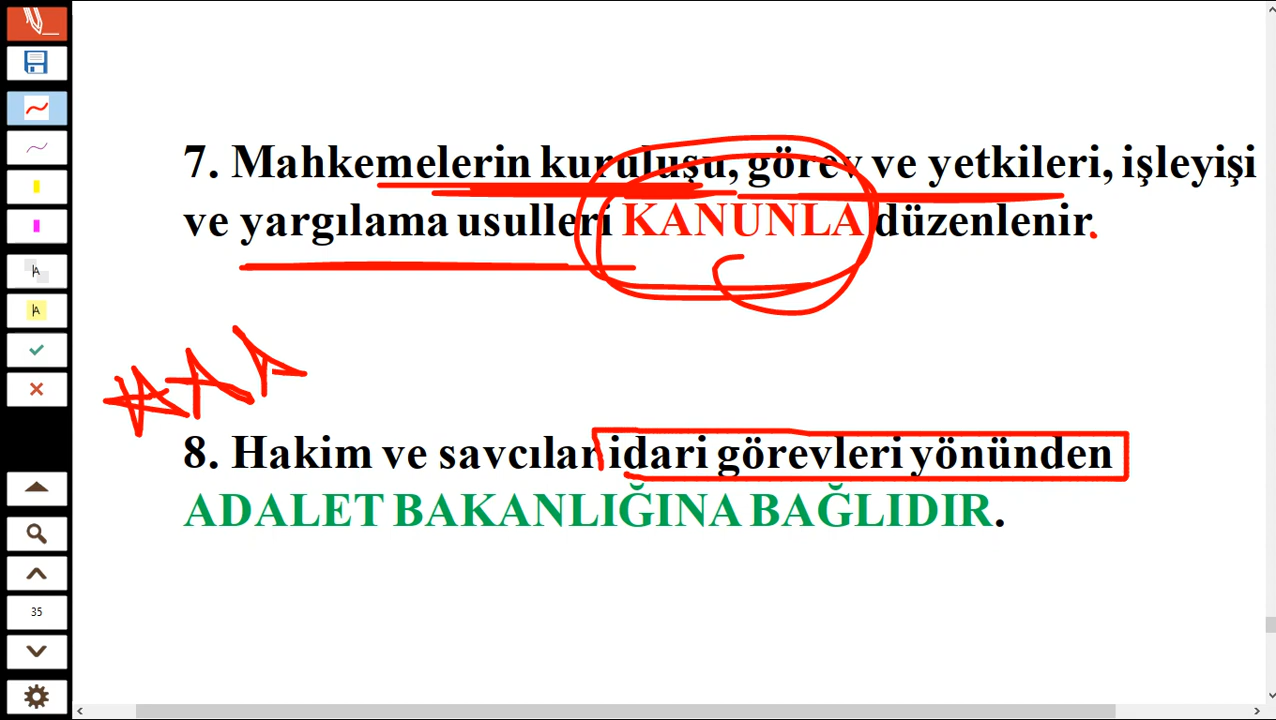 7. Mahkemelerin kuruluşu, görev ve yetkileri, işleyişi
ve yargılama usulleri KANUNLA düzenlenir.
8. Hakim ve savcılar idari görevleri yönünden
ADALET BAKANLIĞINA BAĞLIDIR.
A
A
35